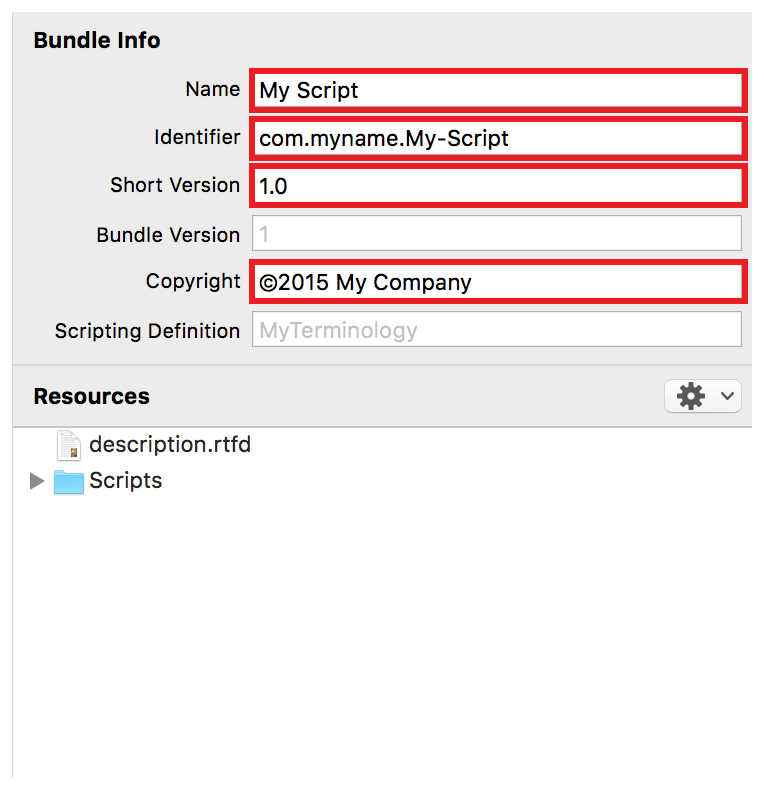 Bundle Info
Name My Script
Identifier com.myname.My-Script
Short Version 1.0
Bundle Version 1
Copyright ©2015 My Company
Scripting Definition MyTerminology
Resources
description.rtfd
Scripts